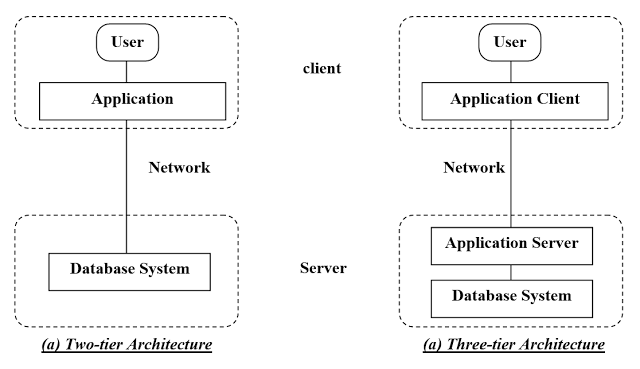 User
Application
Network
Database System
(a) Two-tier Architecture
client
Server
User
Application Client
Network
Application Server
Database System
(a) Three-tier Architecture